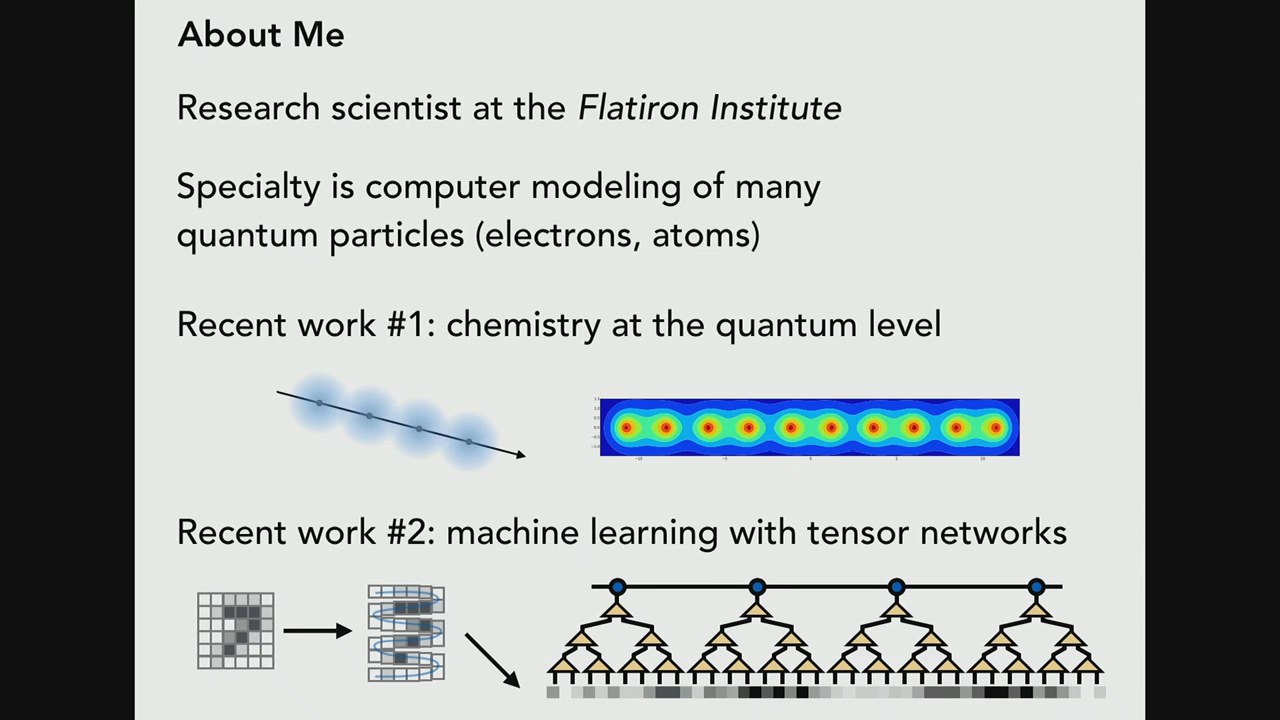 About Me
Research scientist at the Flatiron Institute
Specialty is computer modeling of many
quantum particles (electrons, atoms)
Recent work #1: chemistry at the quantum level
Recent work #2: machine learning with tensor networks